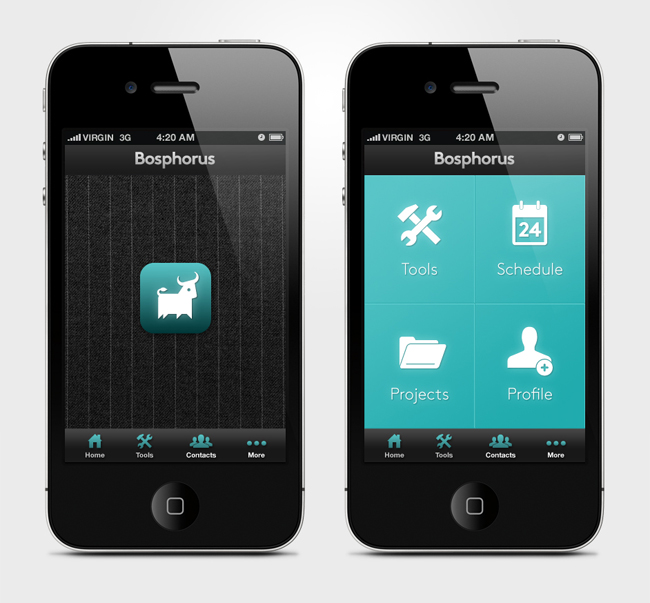 VIRGIN 3G 4:20 AM
Bosphorus
Home Tools Contacts More
VIRGIN 3G 4:20 AM
Bosphorus
24
Tools Schedule
Projects Profile
Home Tools Contacts More